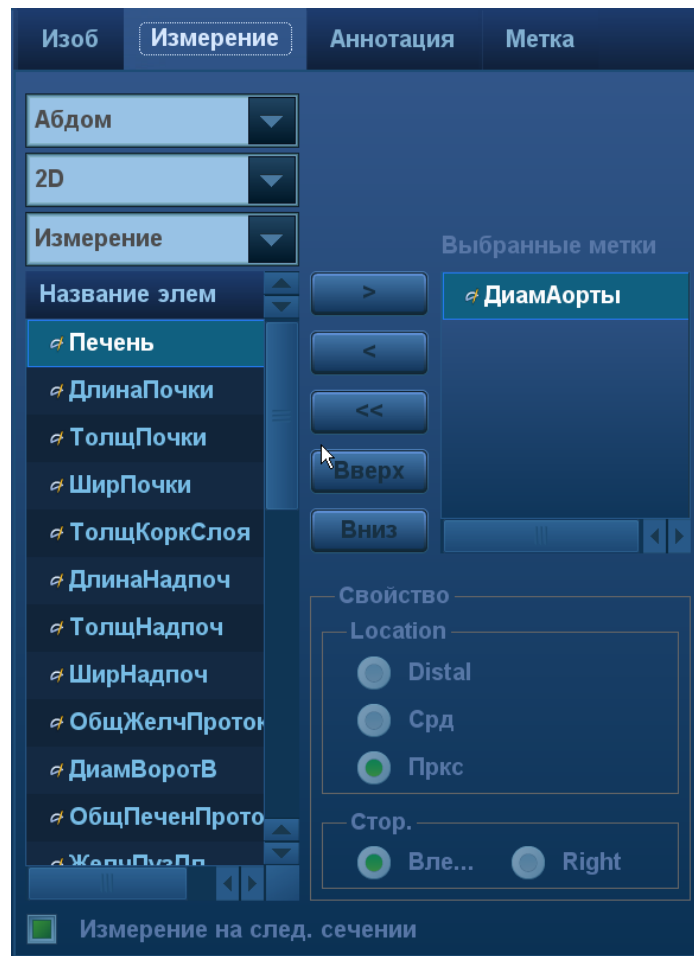 Изоб Измерение Аннотация Метка
Абдом
2D
Измерение
Выбранные метки
Название элем
>
ДиамАорты
Печень
<
ДлинаПочки
<<
ТолщПочки
ШирПочки
Вверх
ТолщКоркСлоя
Вниз
ДлинаНадпоч
Свойство
ТолщНадпоч
Location
ШирНадпоч
Distal
ОбщЖелчПроток
Срд
ДиамВоротВ
Пркс
ОбщПеченПрото
Стор.
Вле... Right
Измерение на след. сечении